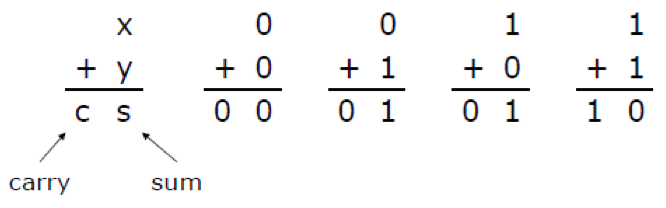 x 0 0 1 1
+ y + 0 + 1 + 0 + 1
c s 0 0 0 1 0 1 1 0
carry sum